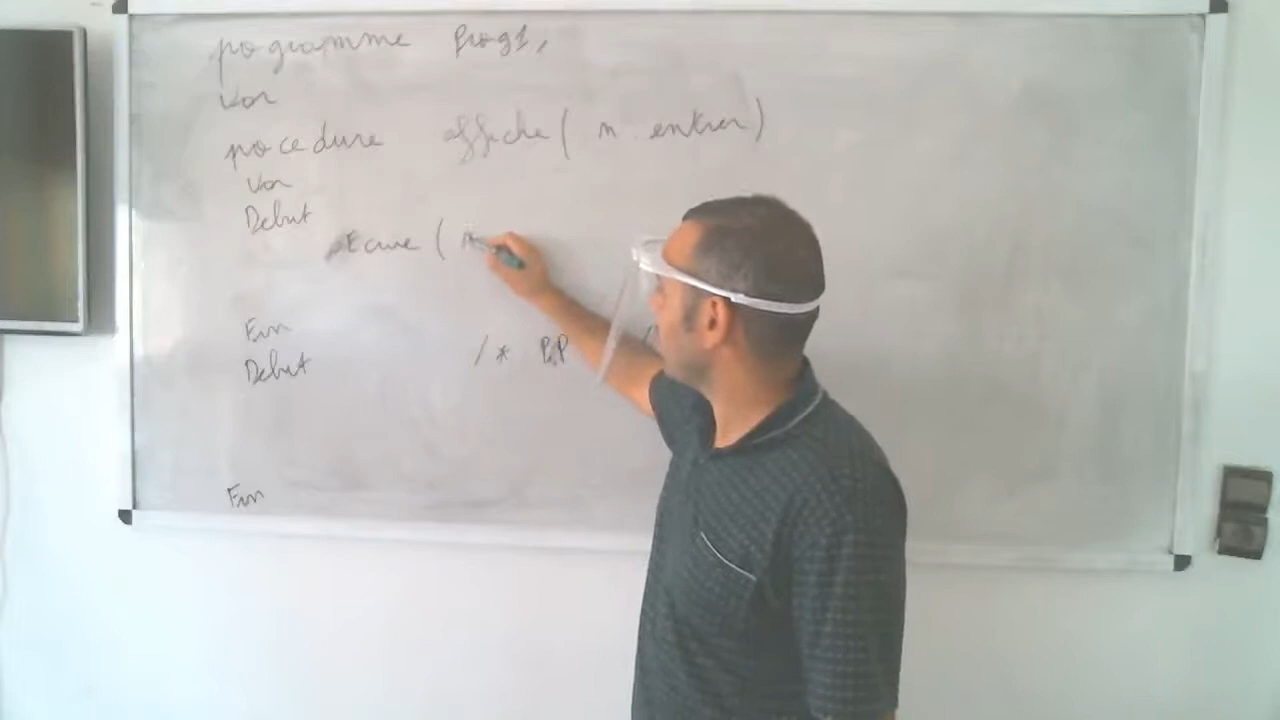 programme Prog1,
Var
procedure affiche( n. entier)
Var
Debut
Ecrire (
Fin
Debut /* P.P /
Fin